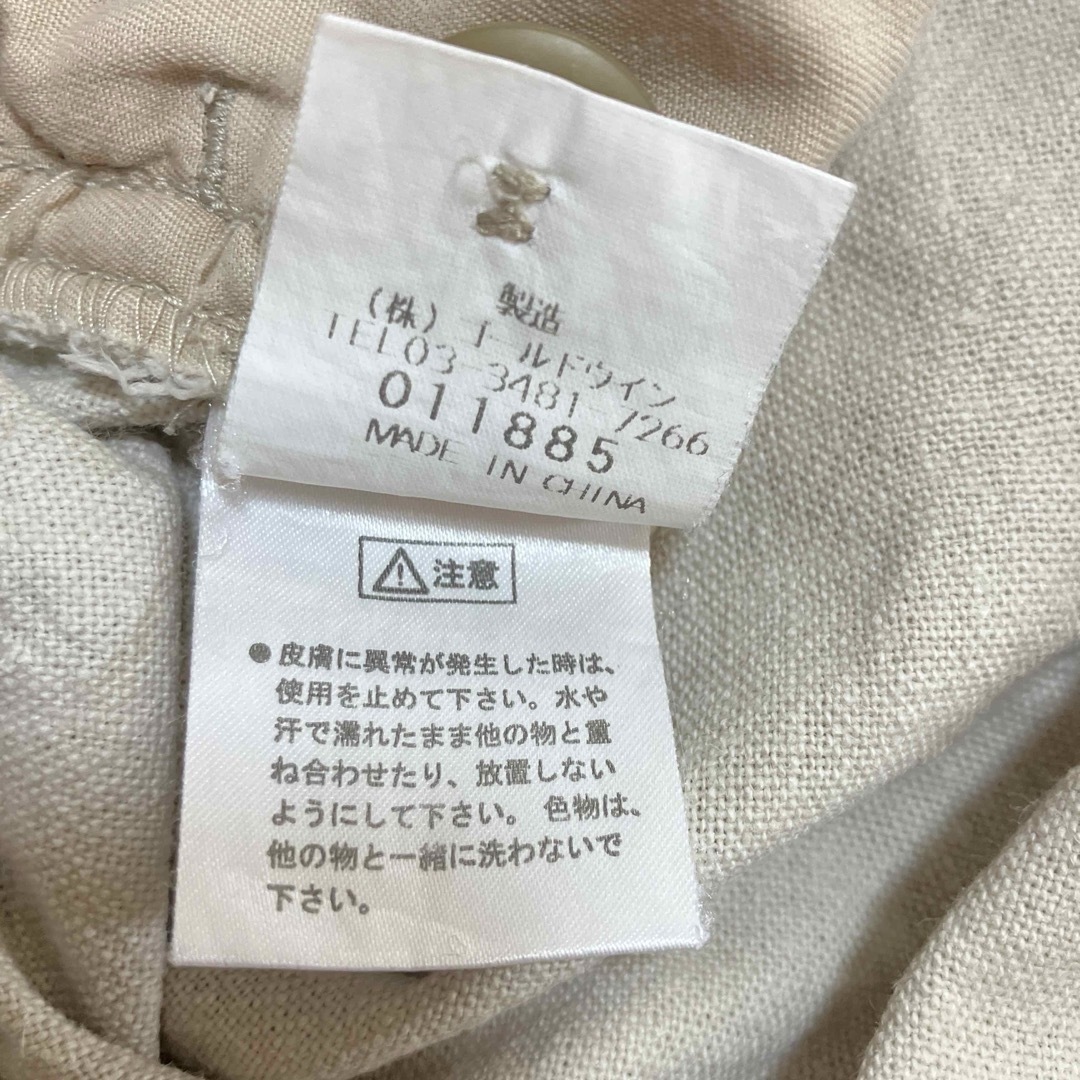 製造
(株)ゴールドウイン
TEL03-3481-7266
011885
MADE IN CHINA
注意
●皮膚に異常が発生した時は、
使用を止めて下さい。水や
汗で濡れたまま他の物と重
ね合わせたり、放置しない
ようにして下さい。色物は、
他の物と一緒に洗わないで
下さい。